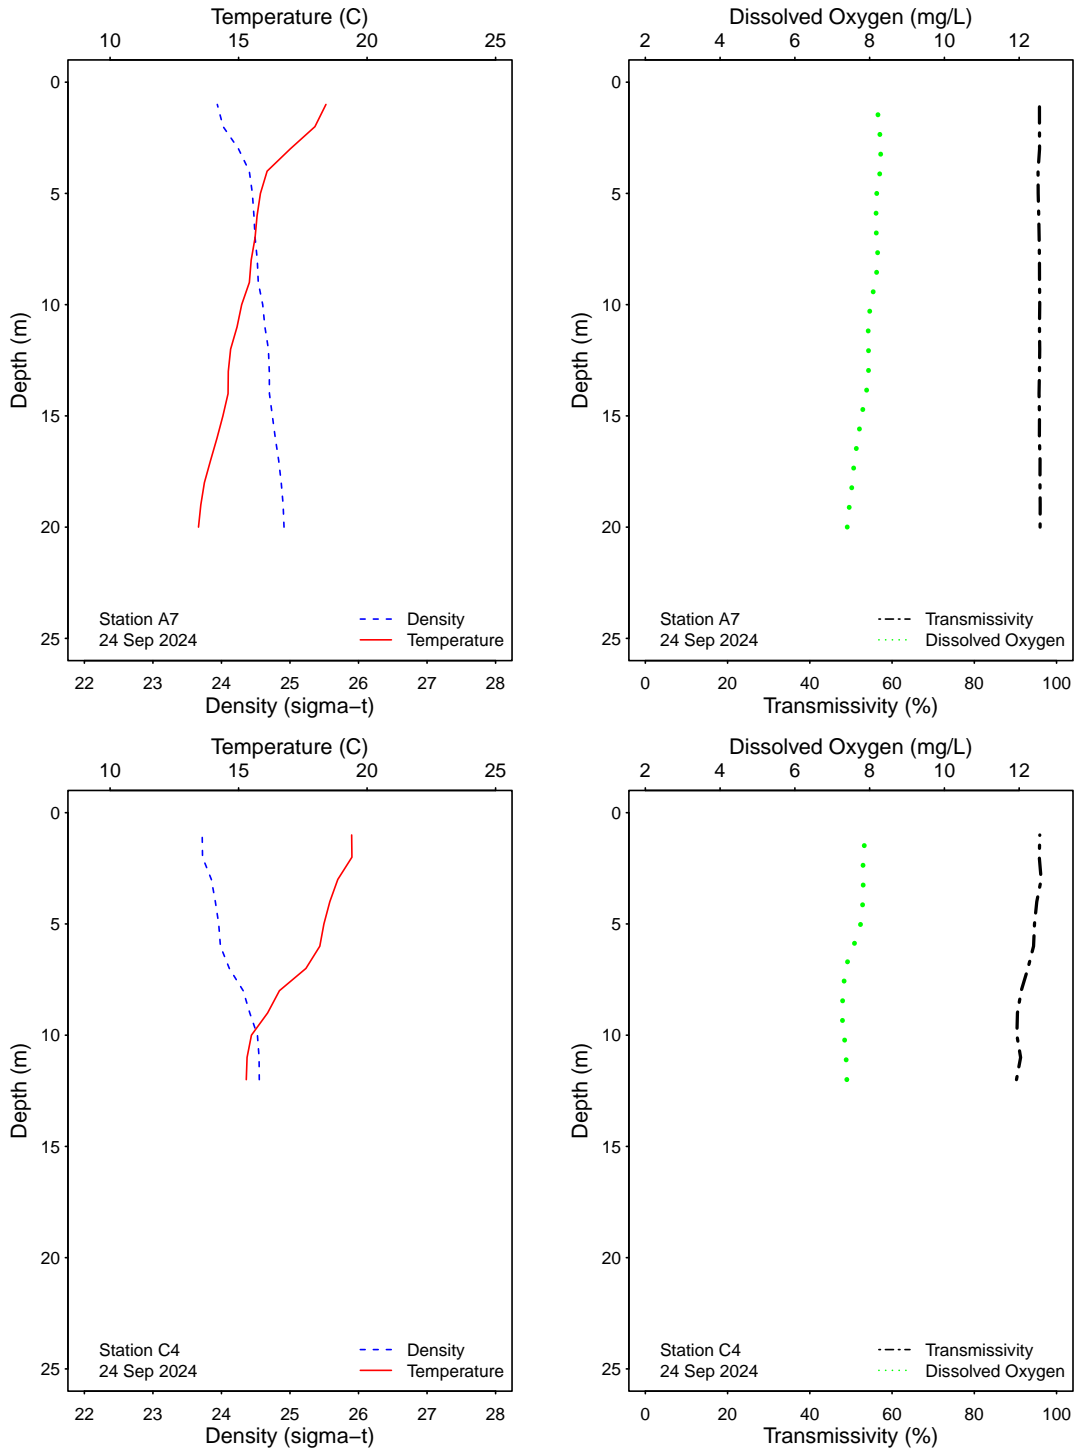 Temperature (C)
10 15 20 25
0
5
10
15
20
25
Depth (m)
Station A7
24 Sep 2024
Density
Temperature
22 23 24 25 26 27 28
Density (sigma−t)
Dissolved Oxygen (mg/L)
2 4 6 8 10 12
0
5
10
15
20
25
Depth (m)
Station A7
24 Sep 2024
Transmissivity
Dissolved Oxygen
0 20 40 60 80 100
Transmissivity (%)
Temperature (C)
10 15 20 25
0
5
10
15
20
25
Depth (m)
Station C4
24 Sep 2024
Density
Temperature
22 23 24 25 26 27 28
Density (sigma−t)
Dissolved Oxygen (mg/L)
2 4 6 8 10 12
0
5
10
15
20
25
Depth (m)
Station C4
24 Sep 2024
Transmissivity
Dissolved Oxygen
0 20 40 60 80 100
Transmissivity (%)